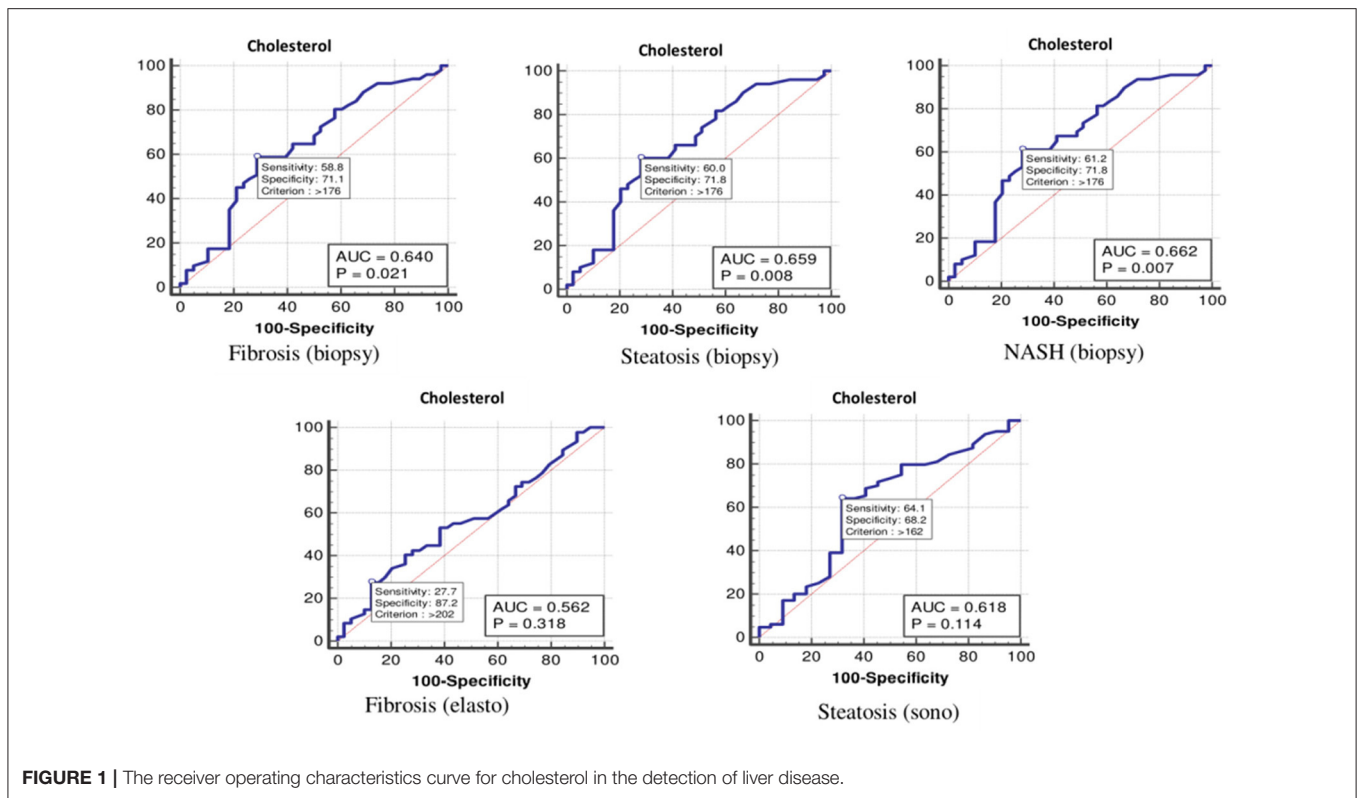 Cholesterol
100
80
60
40
20
0
Sensitivity: 58.8
Specificity: 71.1
Criterion : >176
AUC = 0.640
P = 0.021
0 20 40 60 80 100
100-Specificity
Fibrosis (biopsy)
Cholesterol
100
80
60
40
20
0
Sensitivity: 60.0
Specificity: 71.8
Criterion : >176
AUC = 0.659
P = 0.008
0 20 40 60 80 100
100-Specificity
Steatosis (biopsy)
Cholesterol
100
80
60
40
20
0
Sensitivity: 61.2
Specificity: 71.8
Criterion : >176
AUC = 0.662
P = 0.007
0 20 40 60 80 100
100-Specificity
NASH (biopsy)
Cholesterol
100
80
60
40
20
0
Sensitivity: 27.7
Specificity: 87.2
Criterion : >202
AUC = 0.562
P = 0.318
0 20 40 60 80 100
100-Specificity
Fibrosis (elasto)
Cholesterol
100
80
60
40
20
0
Sensitivity: 64.1
Specificity: 68.2
Criterion : >162
AUC = 0.618
P = 0.114
0 20 40 60 80 100
100-Specificity
Steatosis (sono)
FIGURE 1 | The receiver operating characteristics curve for cholesterol in the detection of liver disease.